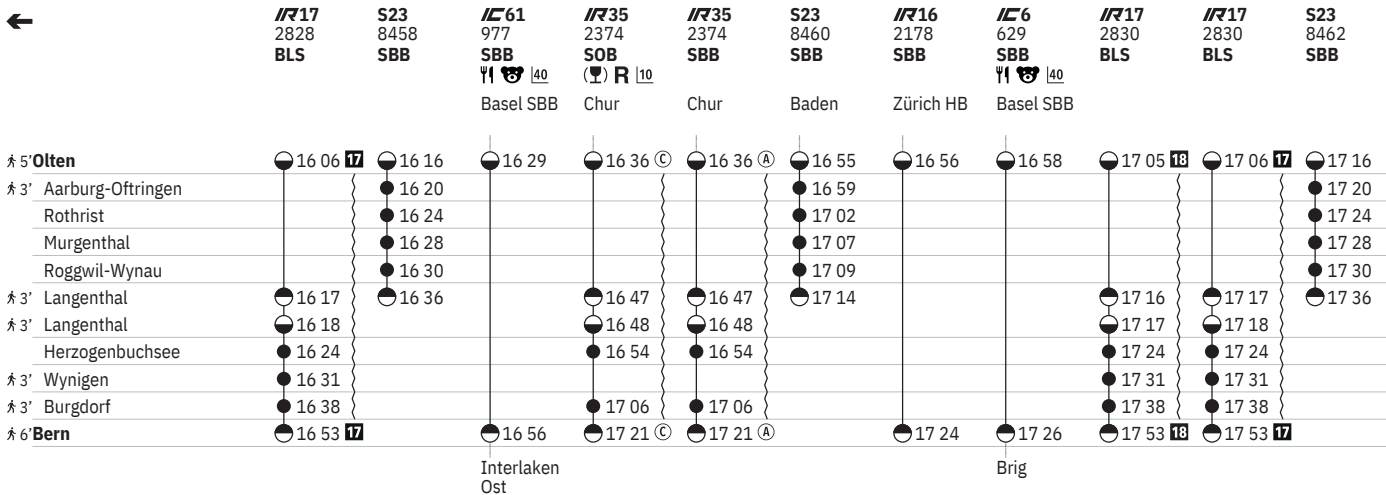 IR17 S23 IC61 IR35 IR35 S23 IR16 IC6 IR17 IR17 S23
2828 8458 977 2374 2374 8460 2178 629 2830 2830 8462
BLS SBB SBB SOB SBB SBB SBB SBB BLS BLS SBB
40 R 10 40
Basel SBB Chur Chur Baden Zürich HB Basel SBB
5' Olten 16 06 17 16 16 16 29 16 36 C 16 36 A 16 55 16 56 16 58 17 05 18 17 06 17 17 16
3' Aarburg-Oftringen 16 20 16 59 17 20
Rothrist 16 24 17 02 17 24
Murgenthal 16 28 17 07 17 28
Roggwil-Wynau 16 30 17 09 17 30
3' Langenthal 16 17 16 36 16 47 16 47 17 14 17 16 17 17 17 36
3' Langenthal 16 18 16 48 16 48 17 17 17 18
Herzogenbuchsee 16 24 16 54 16 54 17 24 17 24
3' Wynigen 16 31 17 31 17 31
3' Burgdorf 16 38 17 06 17 06 17 38 17 38
6' Bern 16 53 17 16 56 17 21 C 17 21 A 17 24 17 26 17 53 18 17 53 17
Interlaken Brig
Ost